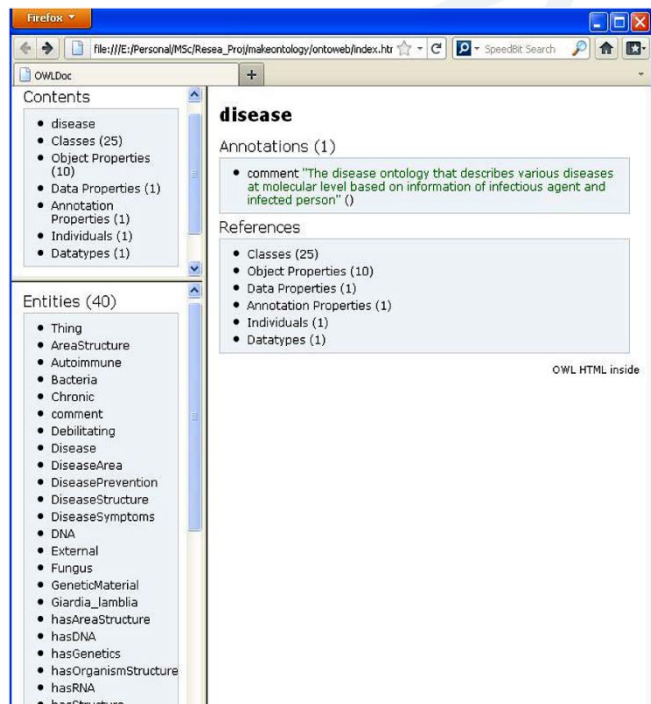 Firefox
file:///E:/Personal/MSc/Resea_Proj/makeontology/ontoweb/index.htr
SpeedBit Search
OWLDoc
+
Contents
disease
Classes (25)
Object Properties
(10)
Data Properties (1)
Annotation
Properties (1)
Individuals (1)
Datatypes (1)
Entities (40)
Thing
AreaStructure
Autoimmune
Bacteria
Chronic
comment
Debilitating
Disease
DiseaseArea
DiseasePrevention
DiseaseStructure
DiseaseSymptoms
DNA
External
Fungus
GeneticMaterial
Giardia_lamblia
hasAreaStructure
hasDNA
hasGenetics
hasOrganismStructure
hasRNA
hasStructure
disease
Annotations (1)
comment "The disease ontology that describes various diseases
at molecular level based on information of infectious agent and
infected person" ()
References
Classes (25)
Object Properties (10)
Data Properties (1)
Annotation Properties (1)
Individuals (1)
Datatypes (1)
OWL HTML inside